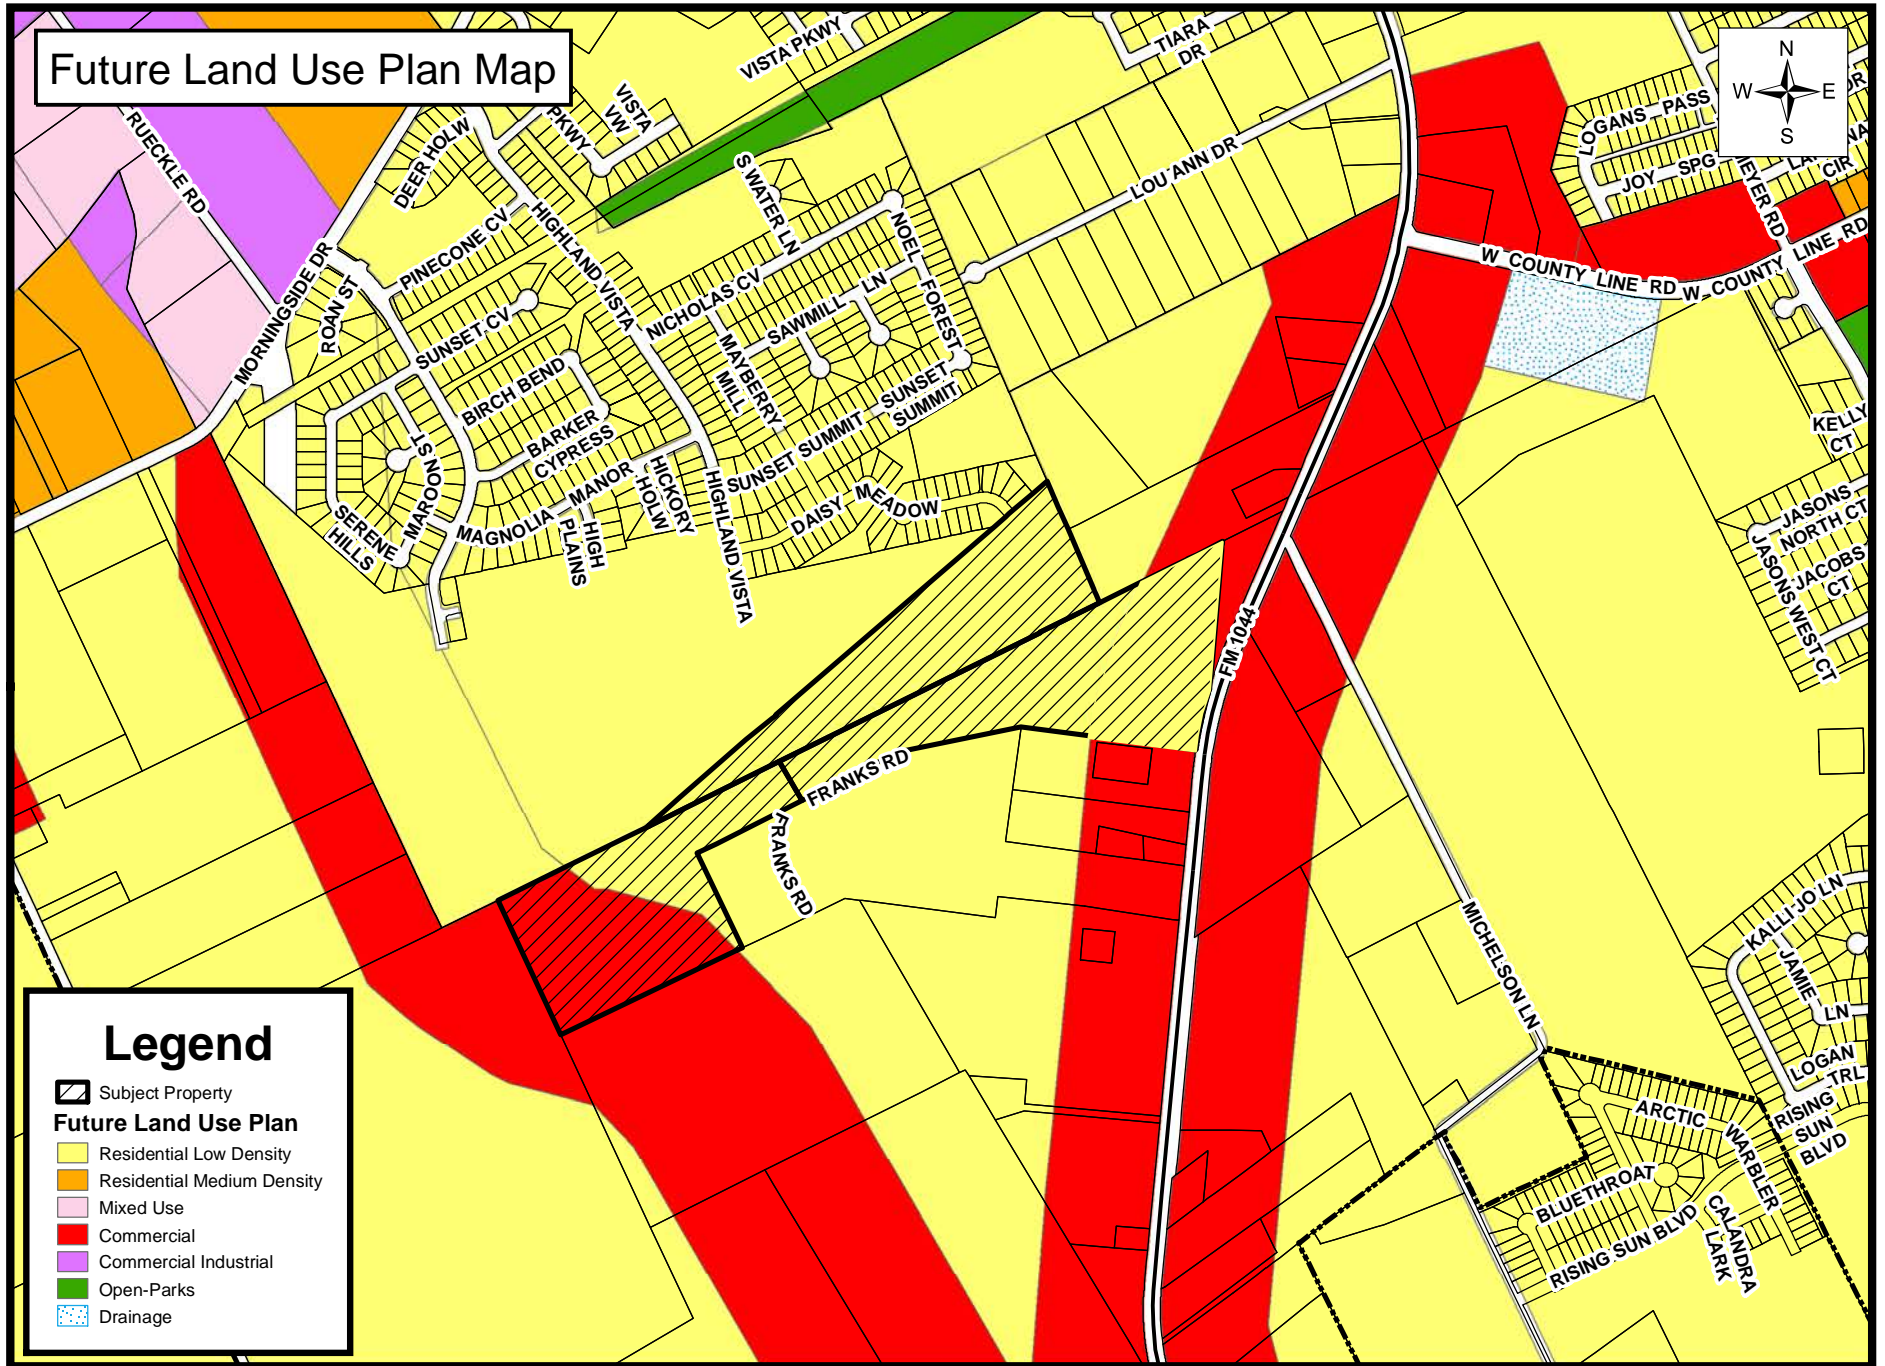 Future Land Use Plan Map
N
W E
S
VISTA PKWY
TIARA
DR
VISTA
VW
PKWY
RUECKLE RD
DEER HOLW
LOGANS PASS
JOY SPG
CIR
LOU ANN DR
S WATER LN
PINECONE CV
HIGHLAND VISTA
NOEL FOREST
MORNINGSIDE DR
ROAN ST
NICHOLAS CV
SAWMILL LN
W COUNTY LINE RD
W COUNTY LINE RD
SUNSET CV
MAYBERRY
MILL
BIRCH BEND
SUNSET
SUMMIT
BARKER
CYPRESS
SUNSET SUMMIT
KELLY
CT
MAROON ST
MAGNOLIA MANOR
HICKORY
HOLW
HIGHLAND VISTA
DAISY MEADOW
SERENE
HILLS
HIGH
PLAINS
JASONS
NORTH CT
JACOBS
CT
JASONS WEST CT
FM 1044
FRANKS RD
FRANKS RD
MICHELSON LN
KALLI-JO LN
JAMIE
LN
LOGAN
TRL
RISING
SUN
BLVD
ARCTIC
WARBLER
BLUETHROAT
RISING SUN BLVD
CALANDRA
LARK
Legend
Subject Property
Future Land Use Plan
Residential Low Density
Residential Medium Density
Mixed Use
Commercial
Commercial Industrial
Open-Parks
Drainage